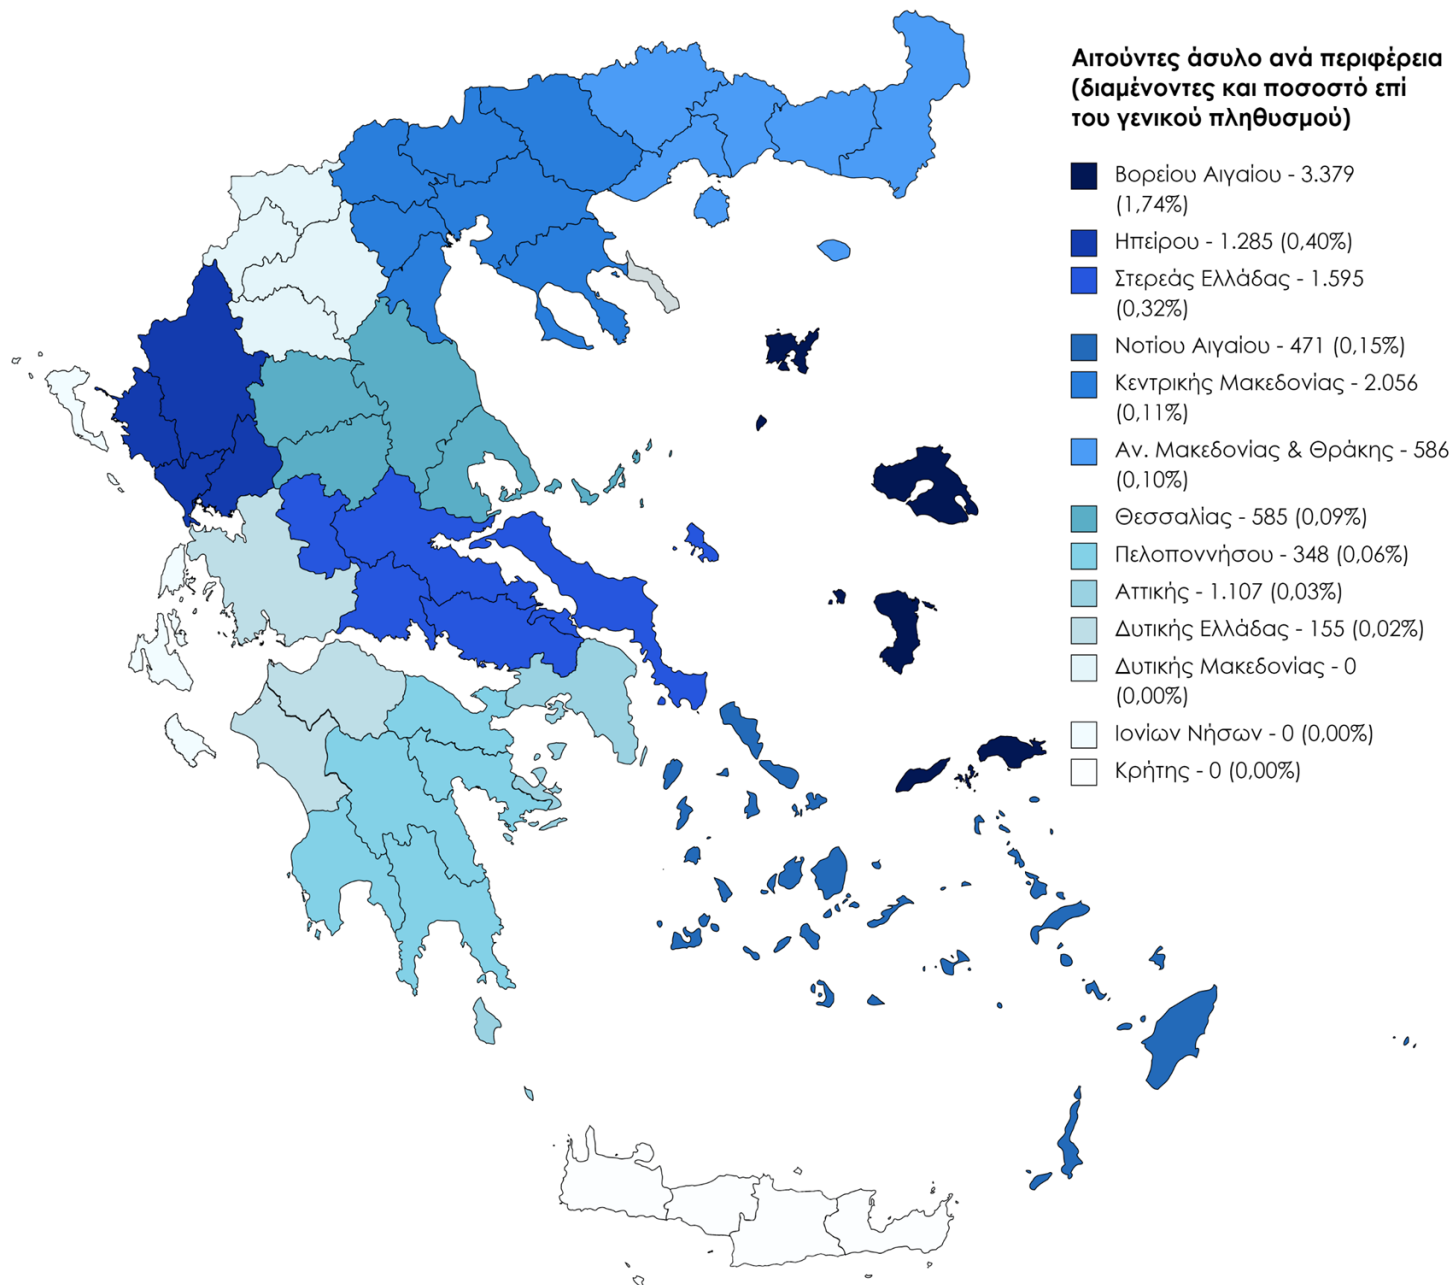 Αιτούντες άσυλο ανά περιφέρεια
(διαμένοντες και ποσοστό επί
του γενικού πληθυσμού)
Βορείου Αιγαίου - 3.379
(1,74%)
Ηπείρου - 1.285 (0,40%)
Στερεάς Ελλάδας - 1.595
(0,32%)
Νοτίου Αιγαίου - 471 (0,15%)
Κεντρικής Μακεδονίας - 2.056
(0,11%)
Αν. Μακεδονίας & Θράκης - 586
(0,10%)
Θεσσαλίας - 585 (0,09%)
Πελοποννήσου - 348 (0,06%)
Αττικής - 1.107 (0,03%)
Δυτικής Ελλάδας - 155 (0,02%)
Δυτικής Μακεδονίας - 0
(0,00%)
Ιονίων Νήσων - 0 (0,00%)
Κρήτης - 0 (0,00%)